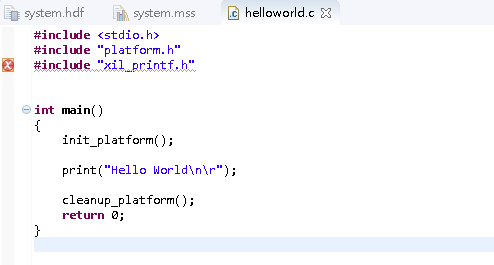 system.hdf system.mss helloworld.c
#include <stdio.h>
#include "platform.h"
#include "xil_printf.h"
int main()
{
init_platform();
print("Hello World\n\r");
cleanup_platform();
return 0;
}